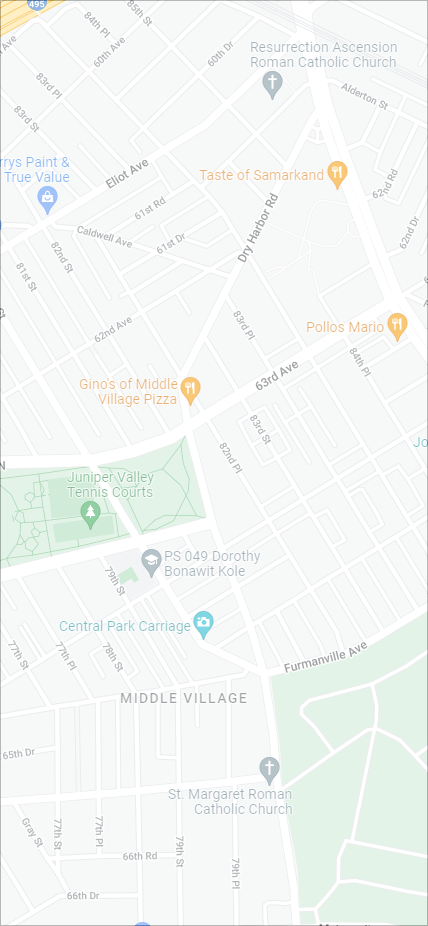 495
84th Pl
85th St
60th Ave
60th Dr
Resurrection Ascension
Roman Catholic Church
83rd Pl
Alderton St
83rd St
rrys Paint &
True Value
Eliot Ave
Taste of Samarkand
62nd Rd
61st Rd
Dry Harbor Rd
62nd Dr
Caldwell Ave
61st Dr
82nd St
81st St
62nd Ave
83rd Pl
Pollos Mario
84th Pl
63rd Ave
Gino's of Middle
Village Pizza
83rd St
Jo
82nd Pl
Juniper Valley
Tennis Courts
PS 049 Dorothy
Bonawit Kole
79th St
Central Park Carriage
Furmanville Ave
77th St
77th Pl
78th St
MIDDLE VILLAGE
65th Dr
St. Margaret Roman
Catholic Church
Gray St
77th St
77th Pl
79th St
66th Rd
79th Pl
66th Dr